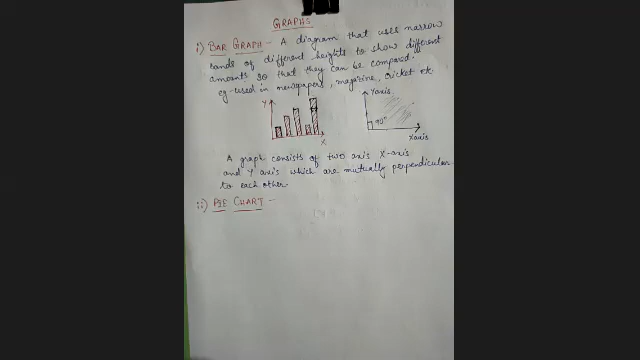 GRAPHS
i) BAR GRAPH - A diagram that uses narrow
bands of different heights to show different
amounts so that they can be compared.
eg-used in newspapers, magazine, cricket etc.
Y
X
Y axis
90°
X axis
A graph consists of two axis X-axis
and Y axis which are mutually perpendicular
to each other.
ii) PIE CHART -